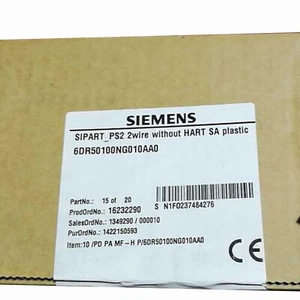 SIEMENS
SIPART_PS2 2wire without HART SA plastic
6DR50100NG010AA0
Part-No.: 15 of 20
ProdOrdNo.: 16232290 S N1FO237484276
SalesOrdNo.: 1349290 / 000010
PurOrdNo.: 1422150593
Item:10 /PD PA MF-H P/6DR50100NG010AA0
CE